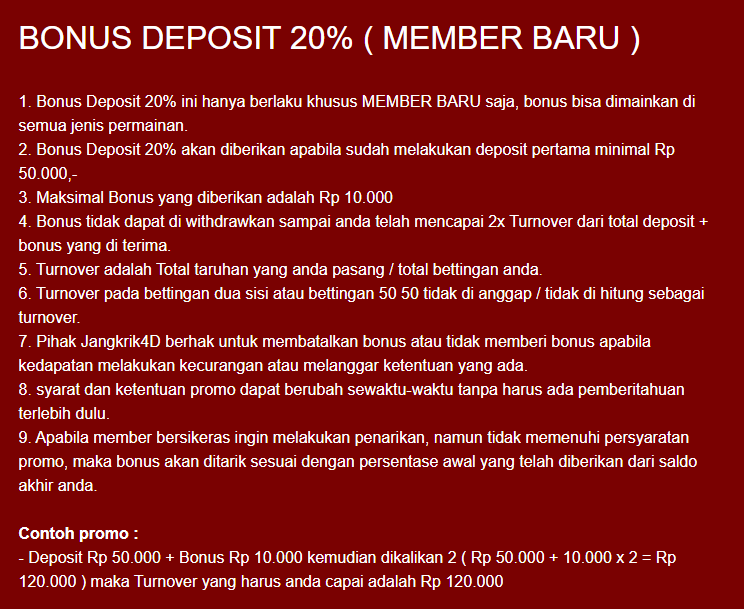 BONUS DEPOSIT 20% ( MEMBER BARU )
1. Bonus Deposit 20% ini hanya berlaku khusus MEMBER BARU saja, bonus bisa dimainkan di
semua jenis permainan.
2. Bonus Deposit 20% akan diberikan apabila sudah melakukan deposit pertama minimal Rp
50.000,-
3. Maksimal Bonus yang diberikan adalah Rp 10.000
4. Bonus tidak dapat di withdrawkan sampai anda telah mencapai 2x Turnover dari total deposit +
bonus yang di terima.
5. Turnover adalah Total taruhan yang anda pasang / total bettingan anda.
6. Turnover pada bettingan dua sisi atau bettingan 50 50 tidak di anggap / tidak di hitung sebagai
turnover.
7. Pihak Jangkrik4D berhak untuk membatalkan bonus atau tidak memberi bonus apabila
kedapatan melakukan kecurangan atau melanggar ketentuan yang ada.
8. syarat dan ketentuan promo dapat berubah sewaktu-waktu tanpa harus ada pemberitahuan
terlebih dulu.
9. Apabila member bersikeras ingin melakukan penarikan, namun tidak memenuhi persyaratan
promo, maka bonus akan ditarik sesuai dengan persentase awal yang telah diberikan dari saldo
akhir anda.
Contoh promo :
- Deposit Rp 50.000 + Bonus Rp 10.000 kemudian dikalikan 2 ( Rp 50.000 + 10.000 x 2 = Rp
120.000 ) maka Turnover yang harus anda capai adalah Rp 120.000